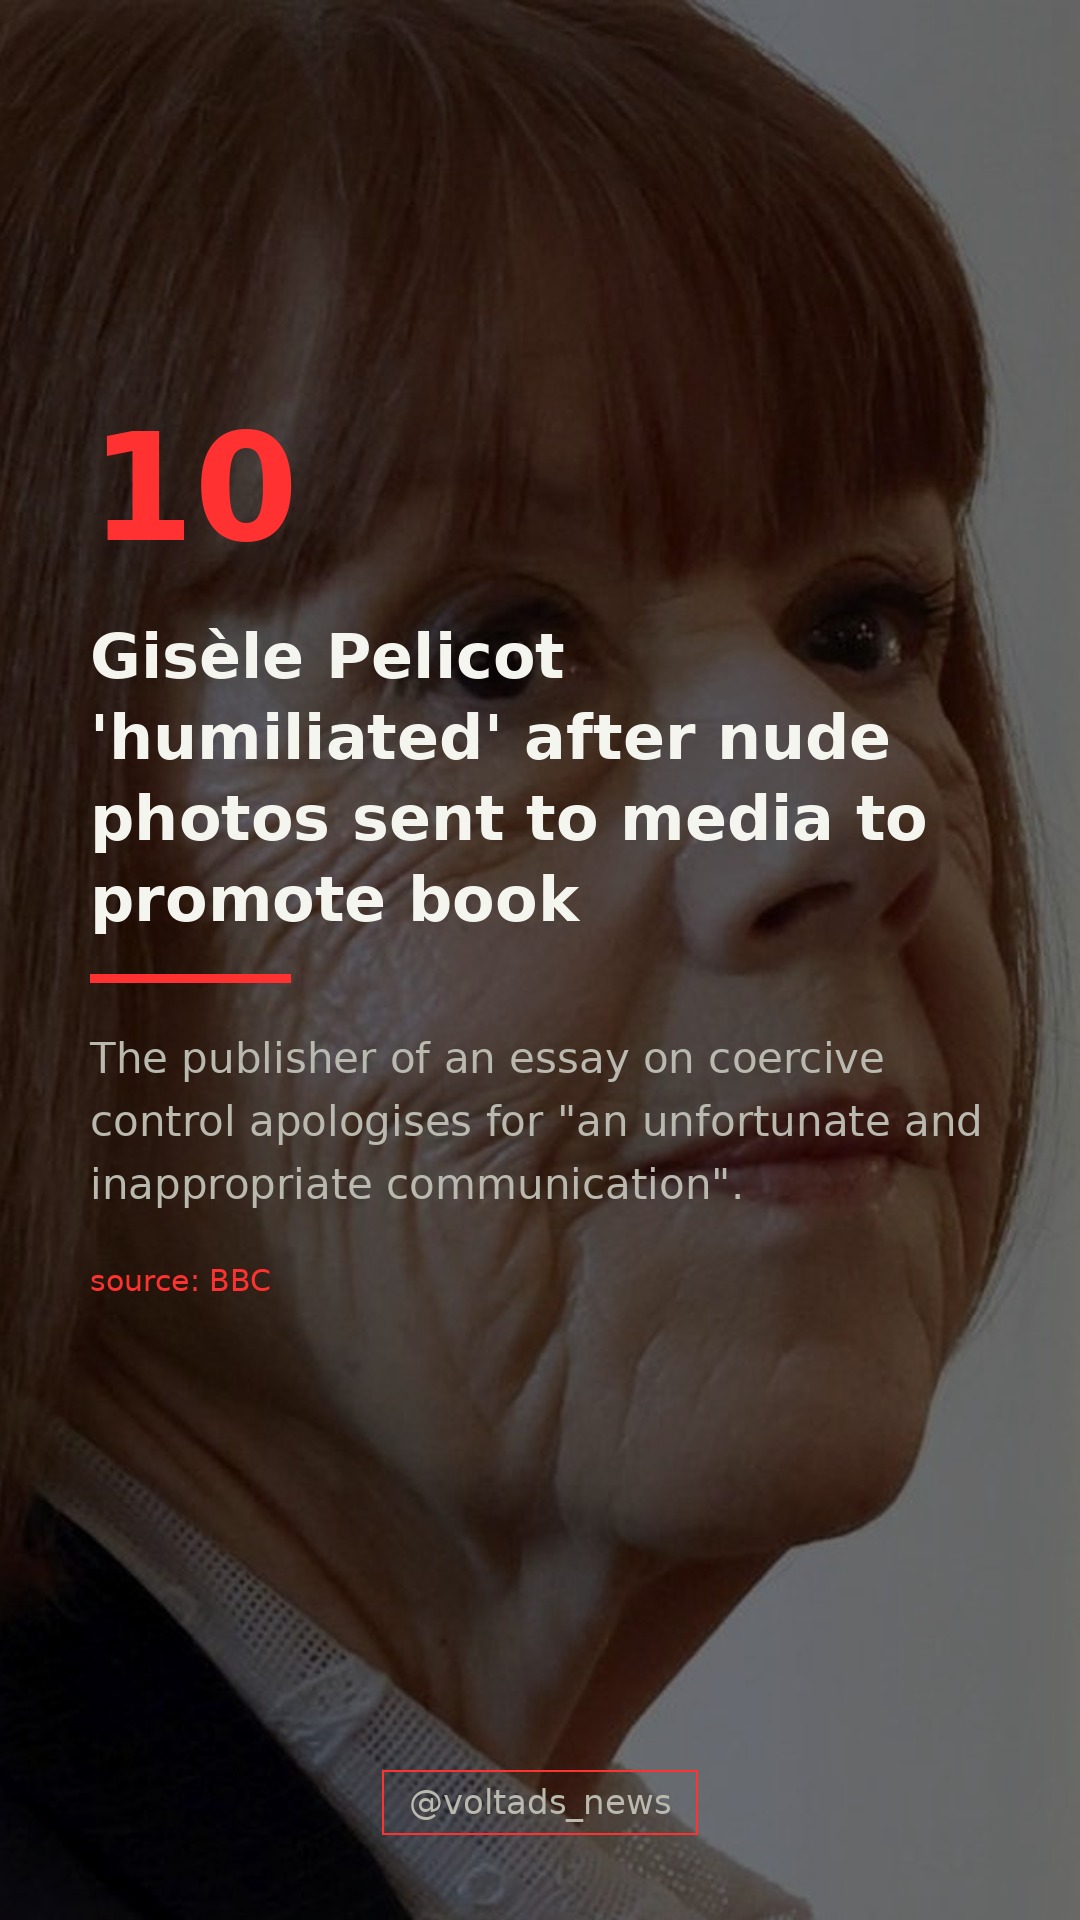 10
Gisèle Pelicot
'humiliated' after nude
photos sent to media to
promote book
The publisher of an essay on coercive
control apologises for "an unfortunate and
inappropriate communication".
source: BBC
@voltads_news